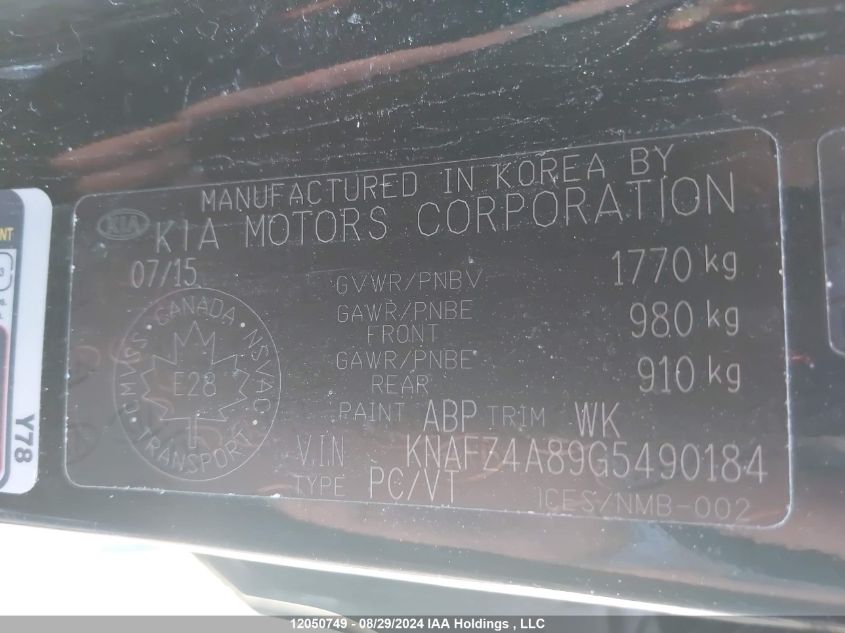 MANUFACTURED IN KOREA BY
KIA KIA MOTORS CORPORATION
07/15 GVWR/PNBV 1770 kg
GAWR/PNBE FRONT 980 kg
GAWR/PNBE REAR 910 kg
CMVSS · CANADA · NSVAC · TRANSPORT ·
E28
PAINT ABP TRIM WK
V.IN KNAFZ4A89G5490184
TYPE PC/VT
ICES/NMB-002
NT
Y78
12050749 - 08/29/2024 IAA Holdings , LLC